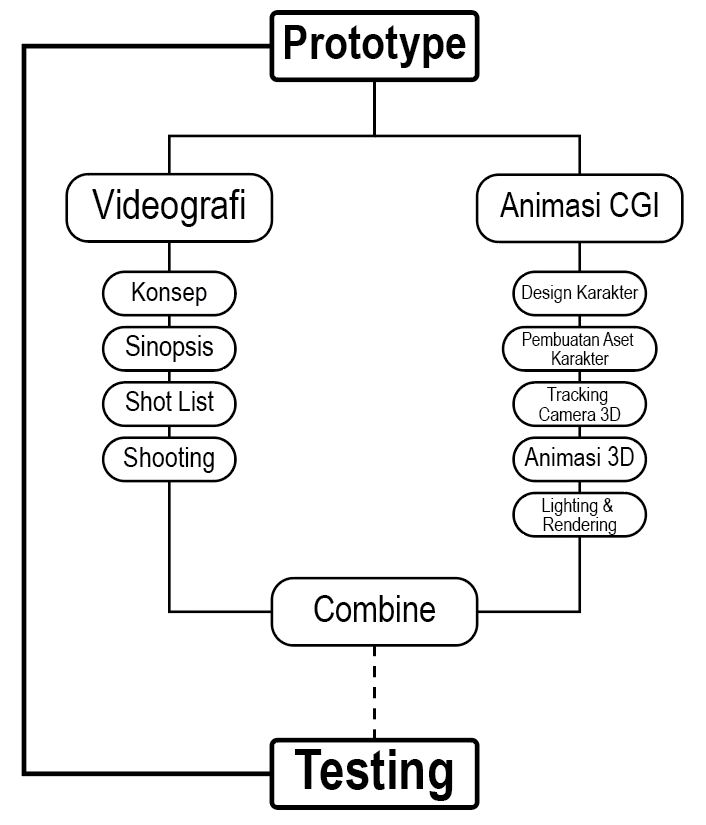 Prototype
Videografi
Konsep
Sinopsis
Shot List
Shooting
Animasi CGI
Design Karakter
Pembuatan Aset
Karakter
Tracking
Camera 3D
Animasi 3D
Lighting &
Rendering
Combine
Testing